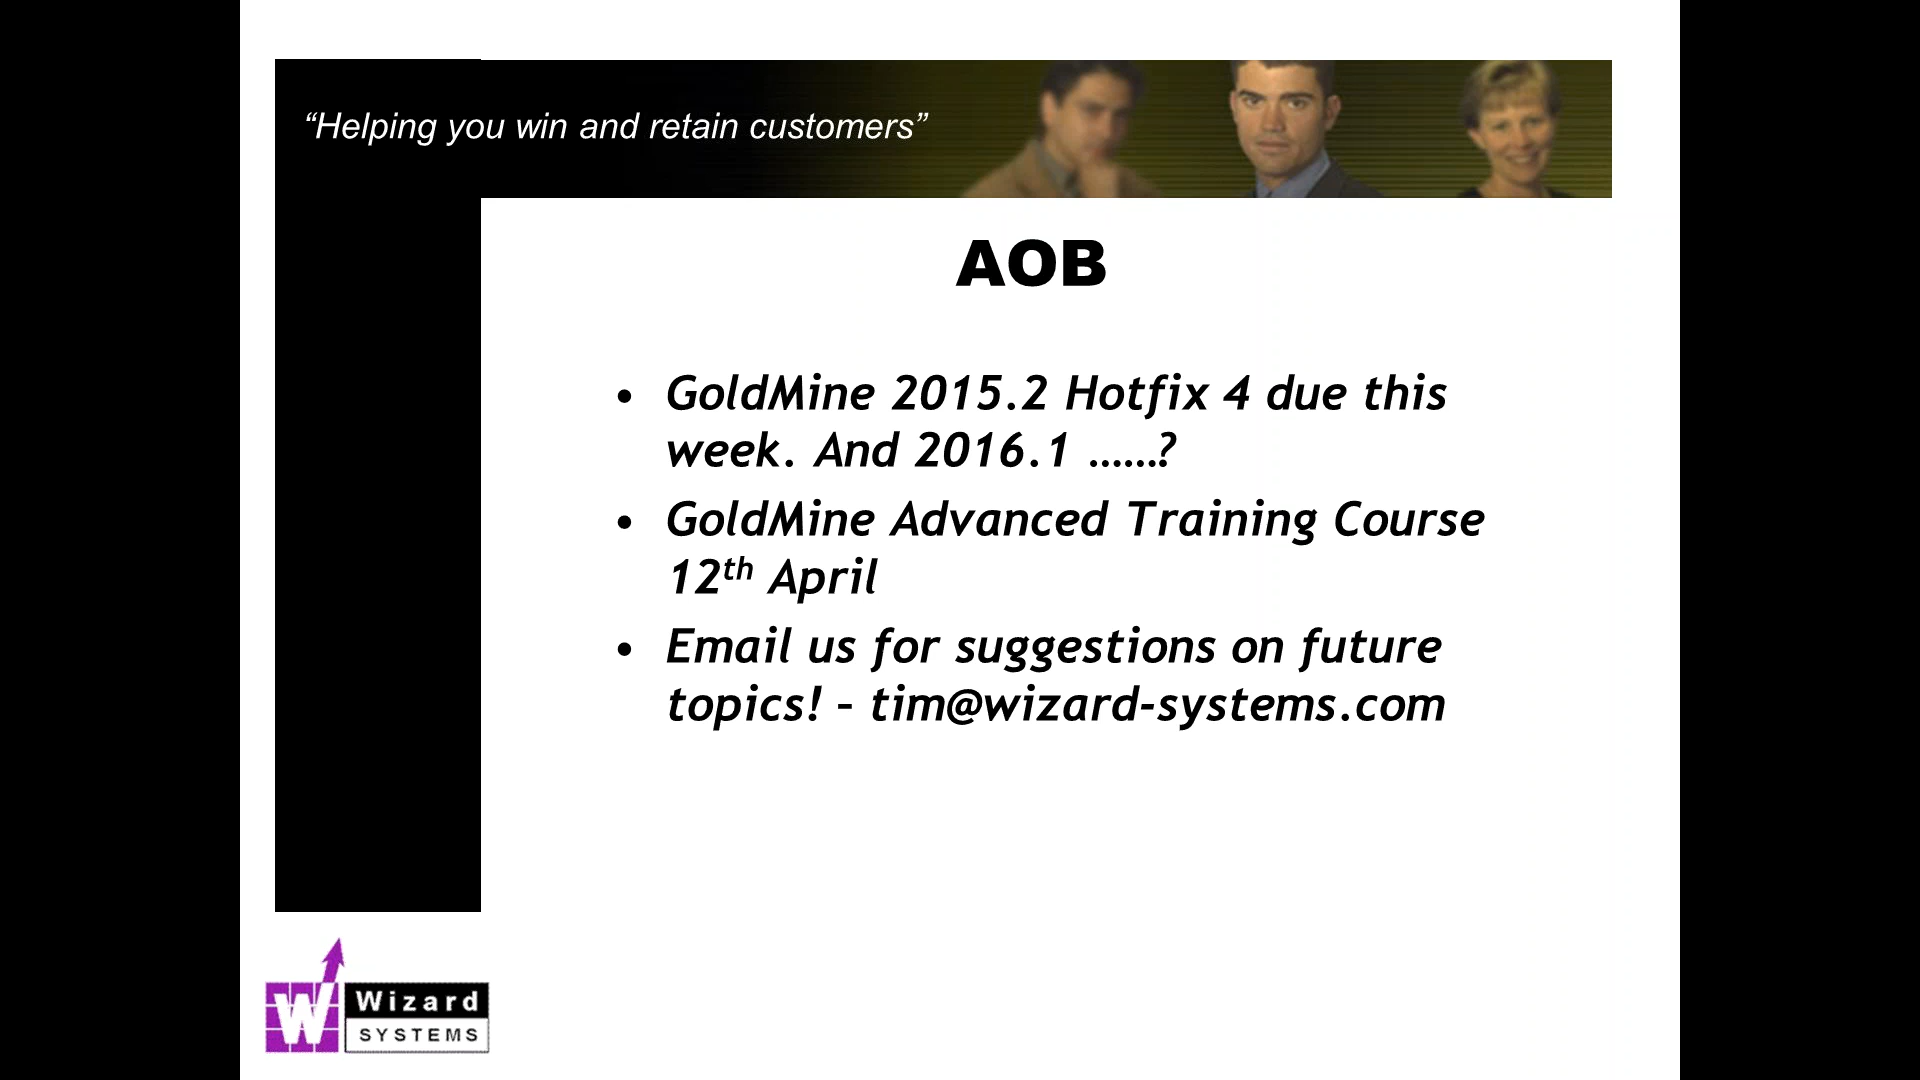 “Helping you win and retain customers”
AOB
• GoldMine 2015.2 Hotfix 4 due this
week. And 2016.1 ......?
• GoldMine Advanced Training Course
12th April
• Email us for suggestions on future
topics! – tim@wizard-systems.com
W
Wizard
SYSTEMS